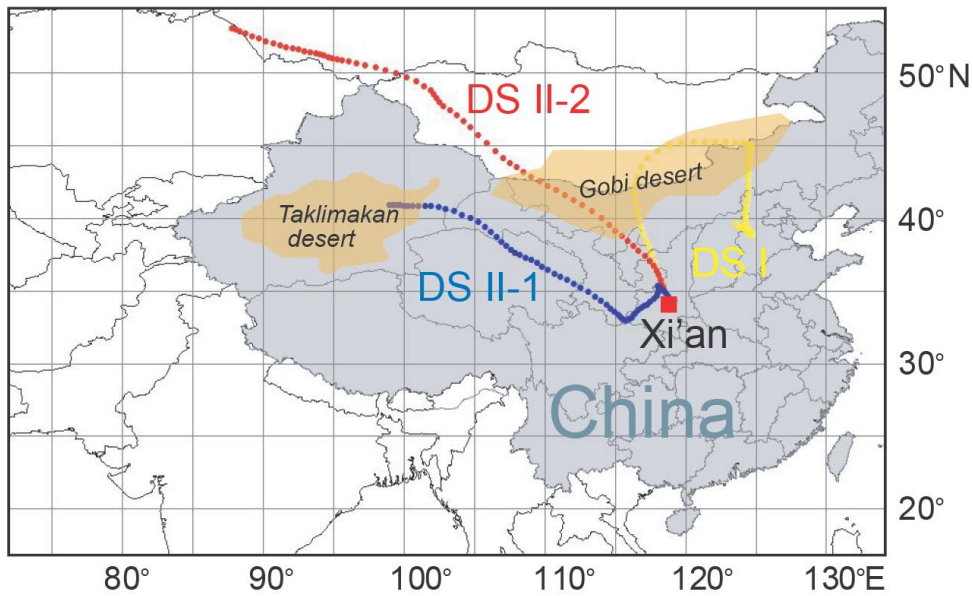 50° N
DS II-2
Gobi desert
40°
Taklimakan
desert
DS I
DS II-1
Xi'an
30°
China
20°
80° 90° 100° 110° 120° 130°E